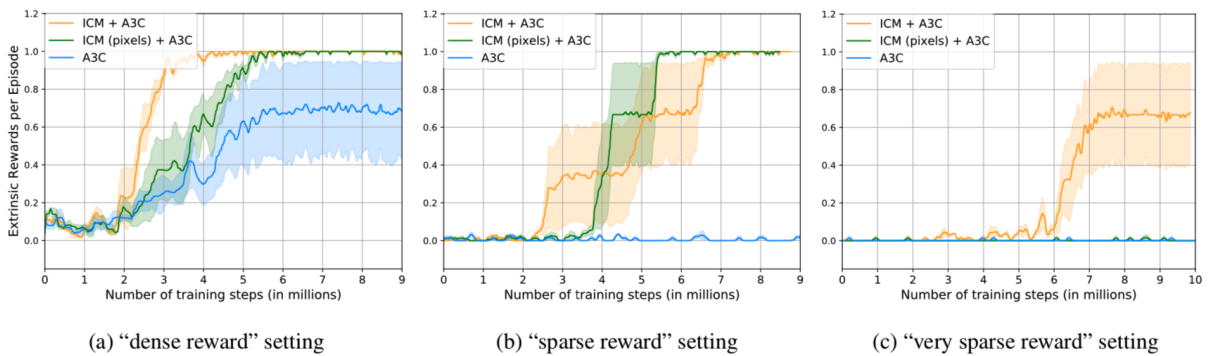 ICM + A3C
ICM (pixels) + A3C
A3C
Extrinsic Rewards per Episode
1.2
1.0
0.8
0.6
0.4
0.2
0.0
0 1 2 3 4 5 6 7 8 9
Number of training steps (in millions)
(a) “dense reward” setting
ICM + A3C
ICM (pixels) + A3C
A3C
1.2
1.0
0.8
0.6
0.4
0.2
0.0
0 1 2 3 4 5 6 7 8 9
Number of training steps (in millions)
(b) “sparse reward” setting
ICM + A3C
ICM (pixels) + A3C
A3C
1.2
1.0
0.8
0.6
0.4
0.2
0.0
0 1 2 3 4 5 6 7 8 9 10
Number of training steps (in millions)
(c) “very sparse reward” setting